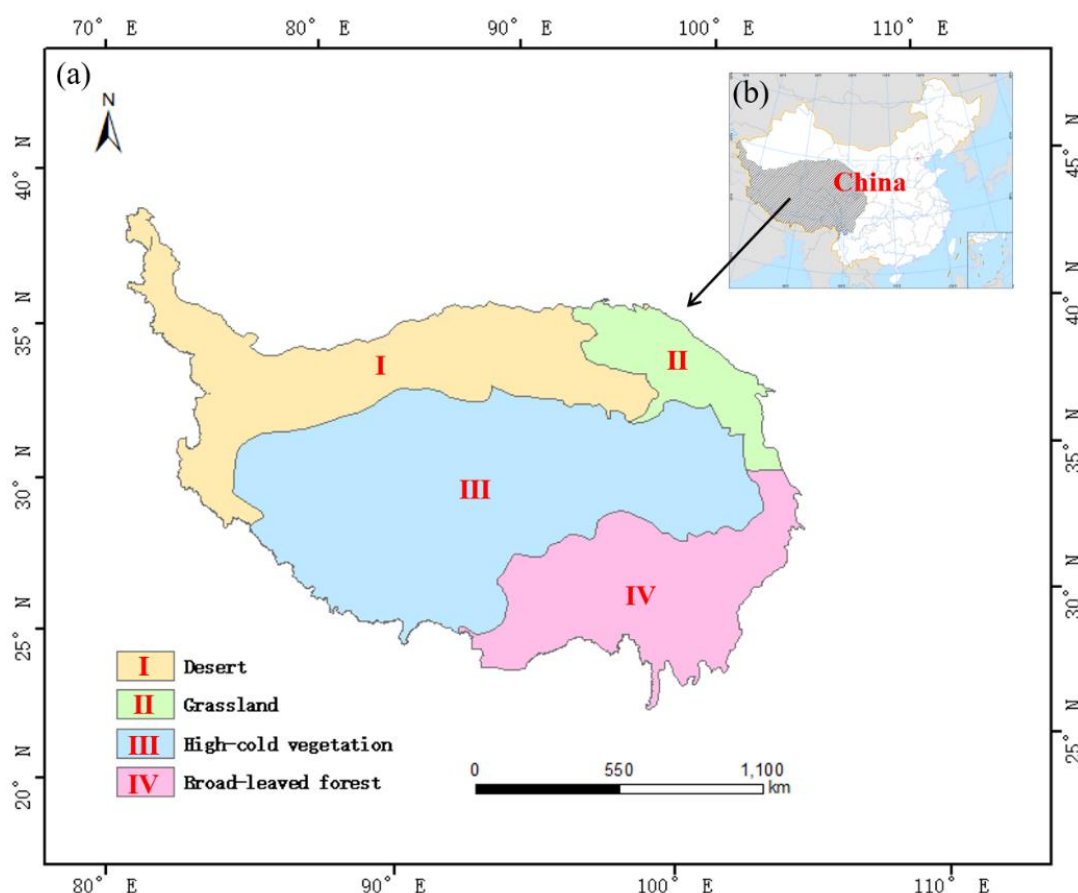 70° E 80° E 90° E 100° E 110° E
(a)
N
(b)
China
40° N
35° N
30° N
25° N
20° N
45° N
40° N
35° N
30° N
25° N
I
II
III
IV
I Desert
II Grassland
III High-cold vegetation
IV Broad-leaved forest
0 550 1,100
km
80° E 90° E 100° E 110° E